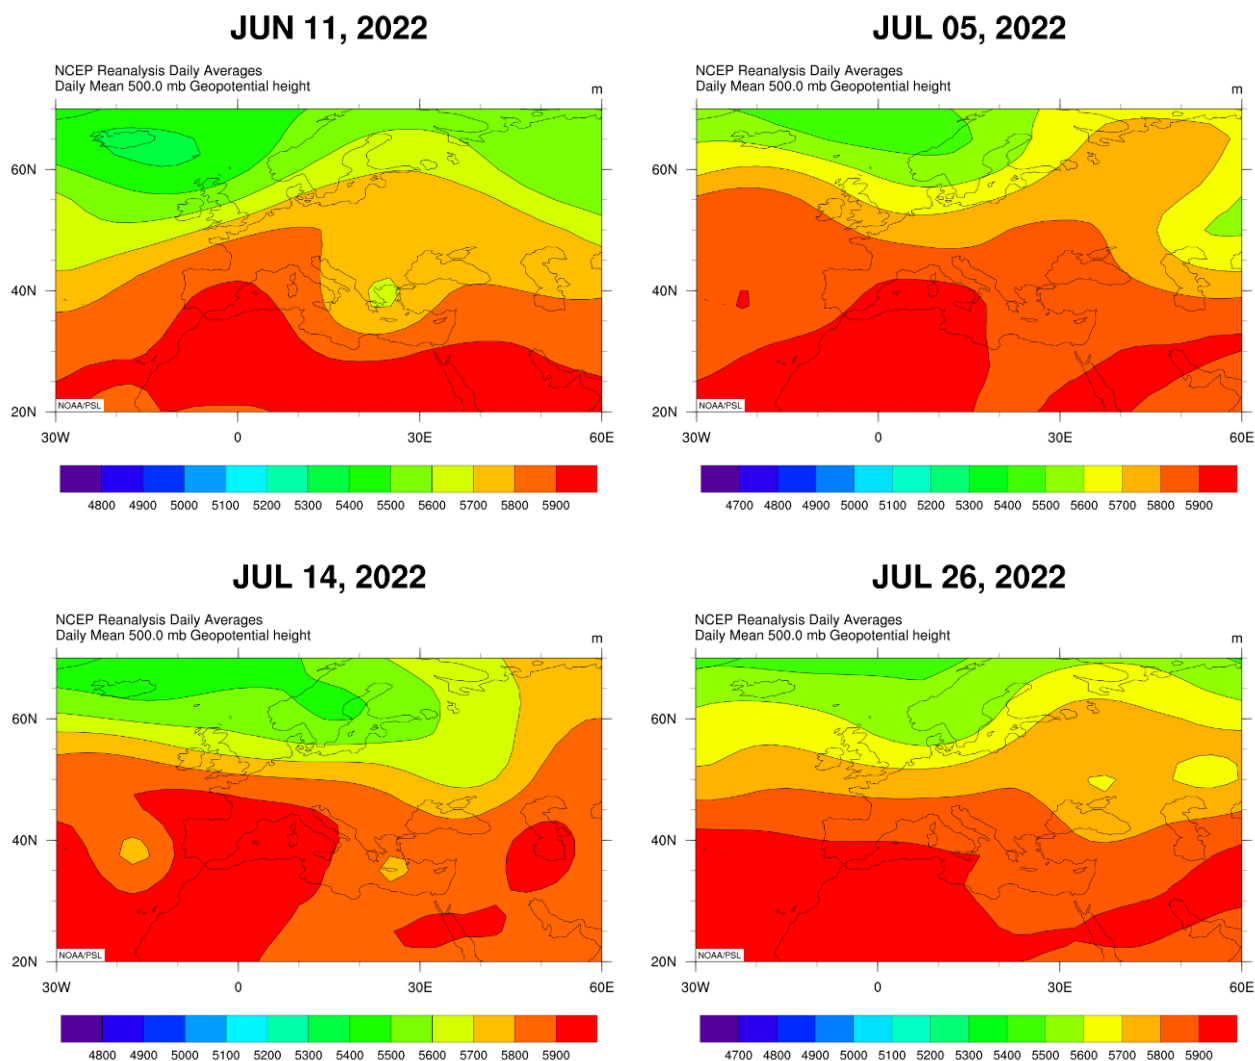 JUN 11, 2022
NCEP Reanalysis Daily Averages
Daily Mean 500.0 mb Geopotential height
m
60N
40N
20N
NOAA/PSL
30W 0 30E 60E
4800 4900 5000 5100 5200 5300 5400 5500 5600 5700 5800 5900
JUL 05, 2022
NCEP Reanalysis Daily Averages
Daily Mean 500.0 mb Geopotential height
m
60N
40N
20N
NOAA/PSL
30W 0 30E 60E
4700 4800 4900 5000 5100 5200 5300 5400 5500 5600 5700 5800 5900
JUL 14, 2022
NCEP Reanalysis Daily Averages
Daily Mean 500.0 mb Geopotential height
m
60N
40N
20N
NOAA/PSL
30W 0 30E 60E
4800 4900 5000 5100 5200 5300 5400 5500 5600 5700 5800 5900
JUL 26, 2022
NCEP Reanalysis Daily Averages
Daily Mean 500.0 mb Geopotential height
m
60N
40N
20N
NOAA/PSL
30W 0 30E 60E
4700 4800 4900 5000 5100 5200 5300 5400 5500 5600 5700 5800 5900